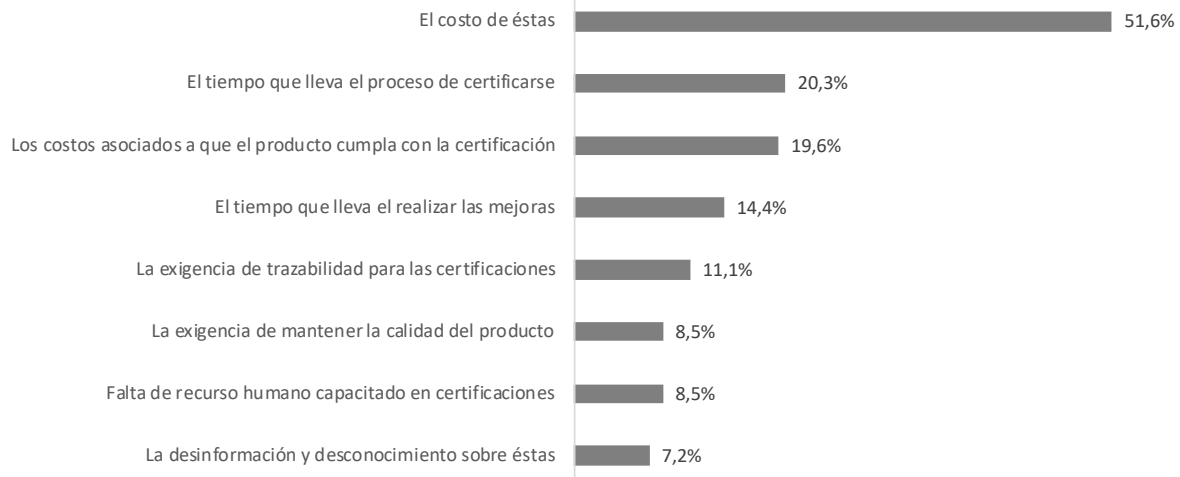 El costo de éstas 51,6%
El tiempo que lleva el proceso de certificarse 20,3%
Los costos asociados a que el producto cumpla con la certificación 19,6%
El tiempo que lleva el realizar las mejoras 14,4%
La exigencia de trazabilidad para las certificaciones 11,1%
La exigencia de mantener la calidad del producto 8,5%
Falta de recurso humano capacitado en certificaciones 8,5%
La desinformación y desconocimiento sobre éstas 7,2%